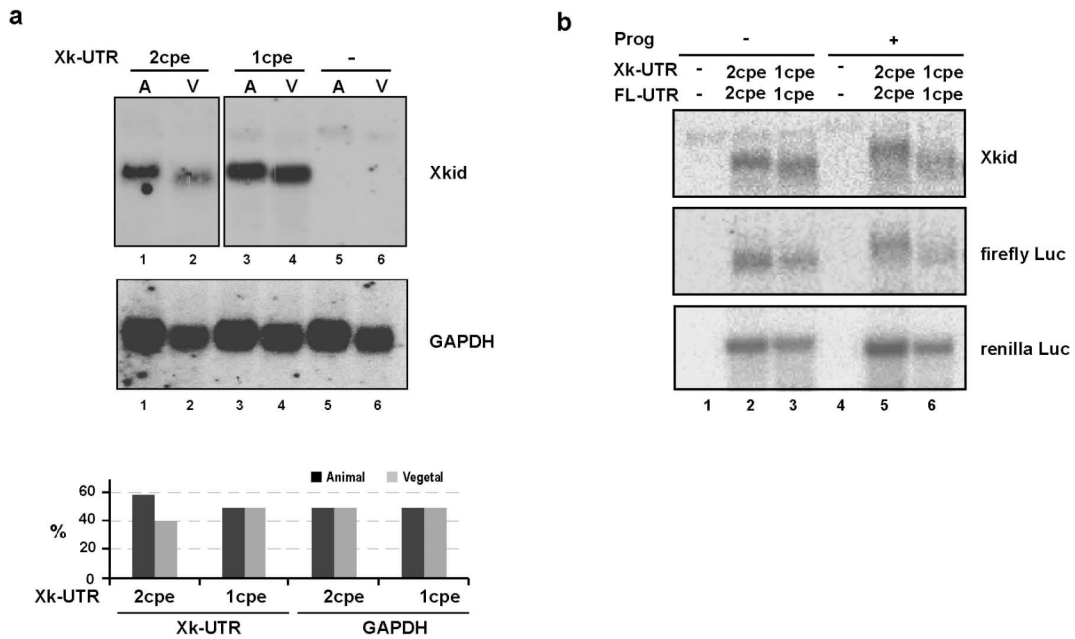 a
Xk-UTR 2cpe 1cpe -
A V A V A V
Xkid
1 2 3 4 5 6
GAPDH
1 2 3 4 5 6
Animal Vegetal
60
40
20
0
%
Xk-UTR 2cpe 1cpe 2cpe 1cpe
Xk-UTR GAPDH
b
Prog - +
Xk-UTR - 2cpe 1cpe - 2cpe 1cpe
FL-UTR - 2cpe 1cpe - 2cpe 1cpe
Xkid
firefly Luc
renilla Luc
1 2 3 4 5 6